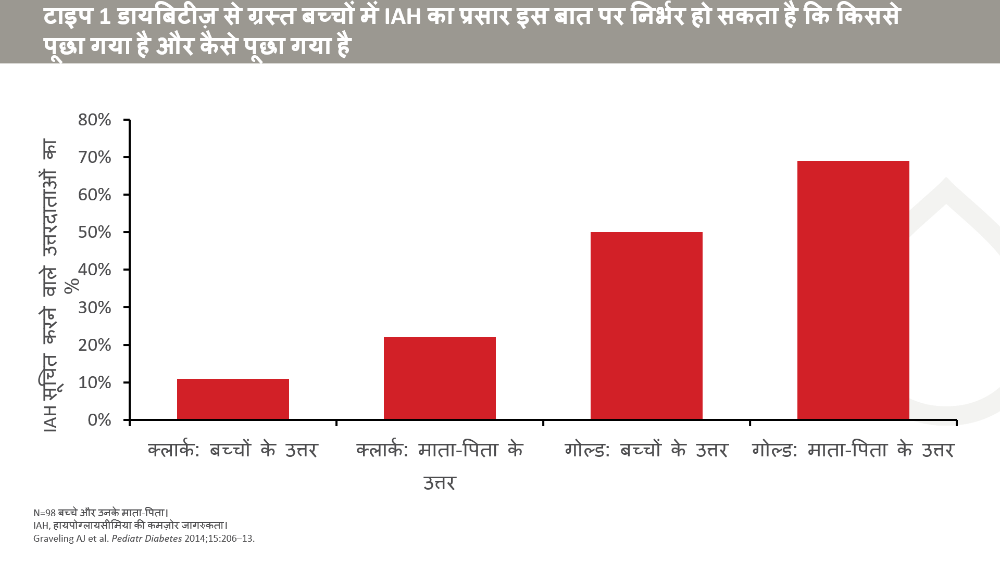 टाइप 1 डायबिटीज़ से ग्रस्त बच्चों में IAH का प्रसार इस बात पर निर्भर हो सकता है कि किससे
पूछा गया है और कैसे पूछा गया है
IAH सूचित करने वाले उत्तरदाताओं का
%
80%
70%
60%
50%
40%
30%
20%
10%
0%
क्लार्क: बच्चों के उत्तर
क्लार्क: माता-पिता के
उत्तर
गोल्ड: बच्चों के उत्तर
गोल्ड: माता-पिता के उत्तर
N=98 बच्चे और उनके माता-पिता।
IAH, हायपोग्लायसीमिया की कमज़ोर जागरुकता।
Graveling AJ et al. Pediatr Diabetes 2014;15:206–13.